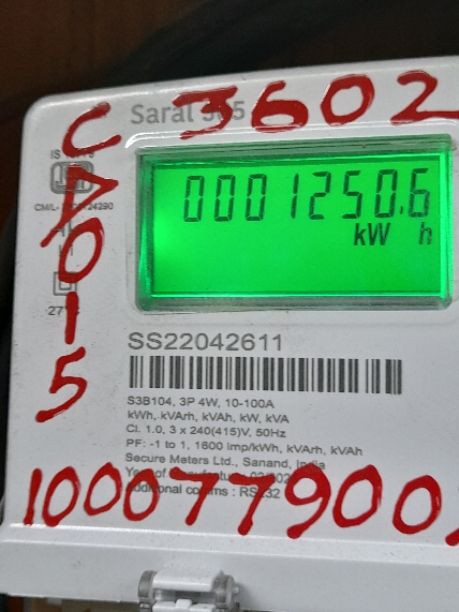 Saral 305
C 3602
IS
CM/L-
A
0
1
5
27°C
0001250.6
kW h
SS22042611
S3B104, 3P 4W, 10-100A
kWh, kVArh, kVAh, kW, kVA
Cl. 1.0, 3 x 240(415)V, 50Hz
PF: -1 to 1, 1600 imp/kWh, kVArh, kVAh
Secure Meters Ltd., Sanand, India
Year of
Additional comms : RS232
100077900